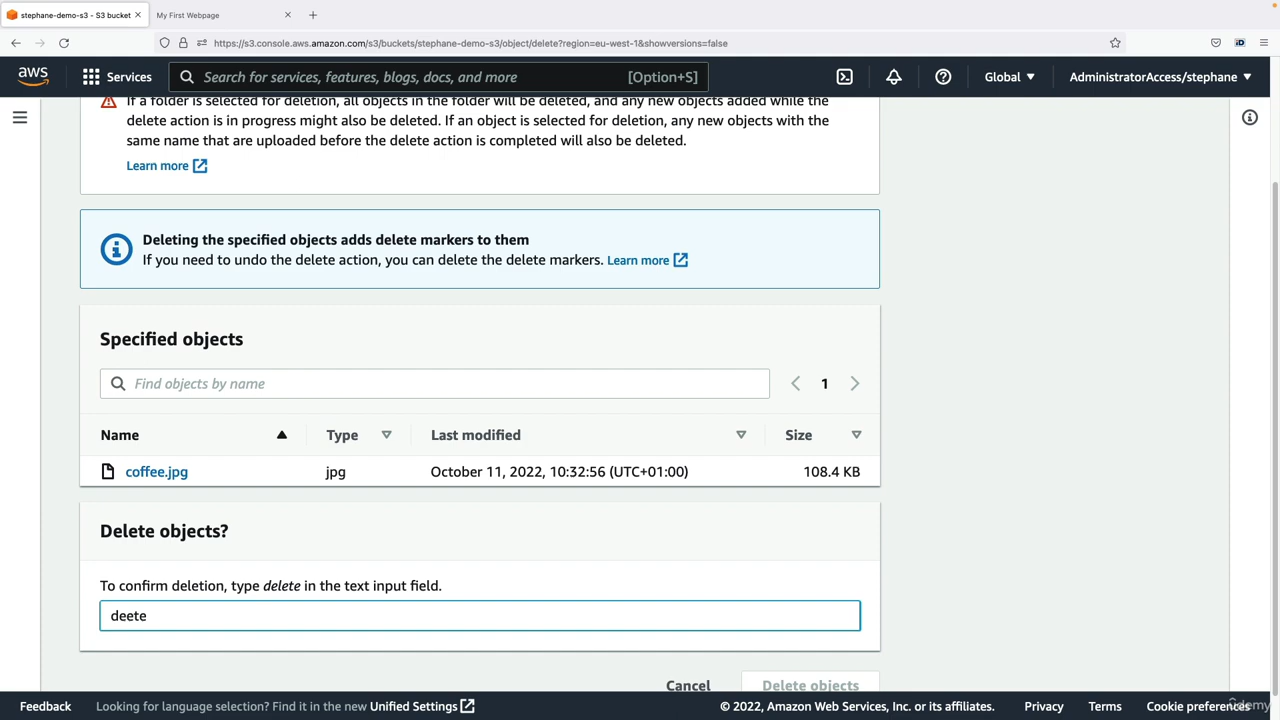 stephane-demo-s3 - S3 bucket
My First Webpage
https://s3.console.aws.amazon.com/s3/buckets/stephane-demo-s3/object/delete?region=eu-west-1&showversions=false
aws
Services
Search for services, features, blogs, docs, and more
[Option+S]
Global
AdministratorAccess/stephane
If a folder is selected for deletion, all objects in the folder will be deleted, and any new objects added while the
delete action is in progress might also be deleted. If an object is selected for deletion, any new objects with the
same name that are uploaded before the delete action is completed will also be deleted.
Learn more
Deleting the specified objects adds delete markers to them
If you need to undo the delete action, you can delete the delete markers. Learn more
Specified objects
Find objects by name
1
Name
Type
Last modified
Size
coffee.jpg
jpg
October 11, 2022, 10:32:56 (UTC+01:00)
108.4 KB
Delete objects?
To confirm deletion, type delete in the text input field.
deete
Cancel
Delete objects
Feedback
Looking for language selection? Find it in the new Unified Settings
© 2022, Amazon Web Services, Inc. or its affiliates.
Privacy
Terms
Cookie preferences
Udemy